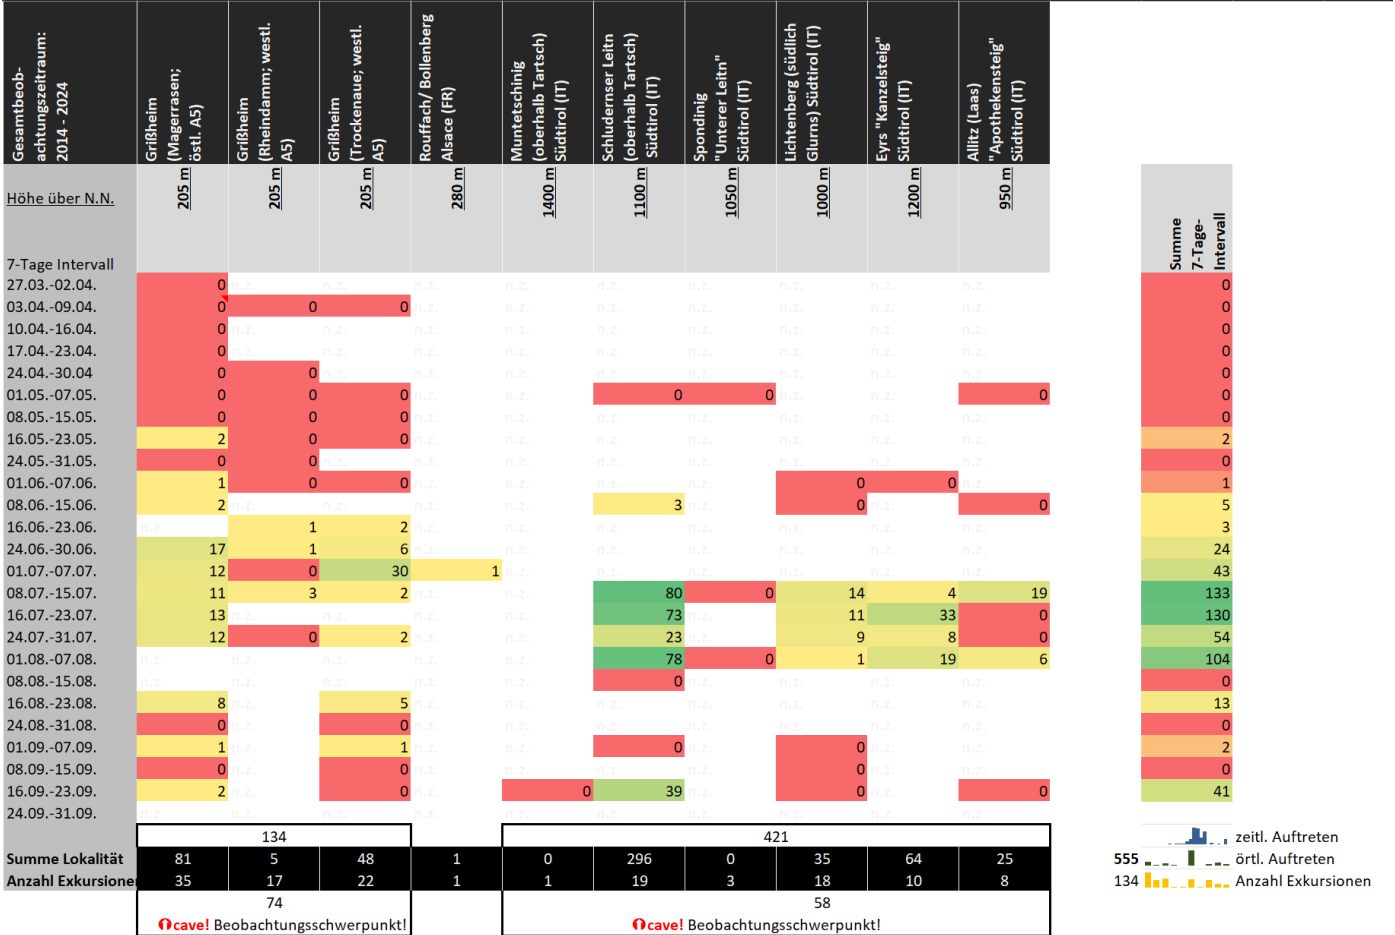 Gesamtbeob-
achtungszeitraum:
2014 - 2024
Grißheim
(Magerrasen;
östl. A5)
Grißheim
(Rheindamm; westl.
A5)
Grißheim
(Trockenaue; westl.
A5)
Rouffach/ Bollenberg
Alsace (FR)
Muntetschinig
(oberhalb Tartsch)
Südtirol (IT)
Schludernser Leitn
(oberhalb Tartsch)
Südtirol (IT)
Spondinig
"Unterer Leitn"
Südtirol (IT)
Lichtenberg (südlich
Glurns) Südtirol (IT)
Eyrs "Kanzelsteig"
Südtirol (IT)
Allitz (Laas)
"Apothekensteig"
Südtirol (IT)
Höhe über N.N. 205 m 205 m 205 m 280 m 1400 m 1100 m 1050 m 1000 m 1200 m 950 m
Summe
7-Tage-
Intervall
7-Tage Intervall
27.03.-02.04. 0 n.z. n.z. n.z. n.z. n.z. n.z. n.z. n.z. n.z. 0
03.04.-09.04. 0 0 0 n.z. n.z. n.z. n.z. n.z. n.z. n.z. 0
10.04.-16.04. 0 n.z. n.z. n.z. n.z. n.z. n.z. n.z. n.z. n.z. 0
17.04.-23.04. 0 n.z. n.z. n.z. n.z. n.z. n.z. n.z. n.z. n.z. 0
24.04.-30.04 0 0 n.z. n.z. n.z. n.z. n.z. n.z. n.z. n.z. 0
01.05.-07.05. 0 0 0 n.z. n.z. 0 0 n.z. n.z. 0 0
08.05.-15.05. 0 0 0 n.z. n.z. n.z. n.z. n.z. n.z. n.z. 0
16.05.-23.05. 2 0 0 n.z. n.z. n.z. n.z. n.z. n.z. n.z. 2
24.05.-31.05. 0 0 n.z. n.z. n.z. n.z. n.z. n.z. n.z. n.z. 0
01.06.-07.06. 1 0 0 n.z. n.z. n.z. n.z. 0 0 n.z. 1
08.06.-15.06. 2 n.z. n.z. n.z. n.z. 3 n.z. 0 n.z. 0 5
16.06.-23.06. n.z. 1 2 n.z. n.z. n.z. n.z. n.z. n.z. n.z. 3
24.06.-30.06. 17 1 6 n.z. n.z. n.z. n.z. n.z. n.z. n.z. 24
01.07.-07.07. 12 0 30 1 n.z. n.z. n.z. n.z. n.z. n.z. 43
08.07.-15.07. 11 3 2 n.z. n.z. 80 0 14 4 19 133
16.07.-23.07. 13 n.z. n.z. n.z. n.z. 73 n.z. 11 33 0 130
24.07.-31.07. 12 0 2 n.z. n.z. 23 n.z. 9 8 0 54
01.08.-07.08. n.z. n.z. n.z. n.z. n.z. 78 0 1 19 6 104
08.08.-15.08. n.z. n.z. n.z. n.z. n.z. 0 n.z. n.z. n.z. n.z. 0
16.08.-23.08. 8 n.z. 5 n.z. n.z. n.z. n.z. n.z. n.z. n.z. 13
24.08.-31.08. 0 n.z. 0 n.z. n.z. n.z. n.z. n.z. n.z. n.z. 0
01.09.-07.09. 1 n.z. 1 n.z. n.z. 0 n.z. 0 n.z. n.z. 2
08.09.-15.09. 0 n.z. 0 n.z. n.z. n.z. n.z. 0 n.z. n.z. 0
16.09.-23.09. 2 n.z. 0 n.z. 0 39 n.z. 0 n.z. 0 41
24.09.-31.09. n.z. n.z. n.z. n.z. n.z. n.z. n.z. n.z. n.z. n.z.
134 421 zeitl. Auftreten
Summe Lokalität 81 5 48 1 0 296 0 35 64 25 555 örtl. Auftreten
Anzahl Exkursionen 35 17 22 1 1 19 3 18 10 8 134 Anzahl Exkursionen
74 58
cave! Beobachtungsschwerpunkt! cave! Beobachtungsschwerpunkt!